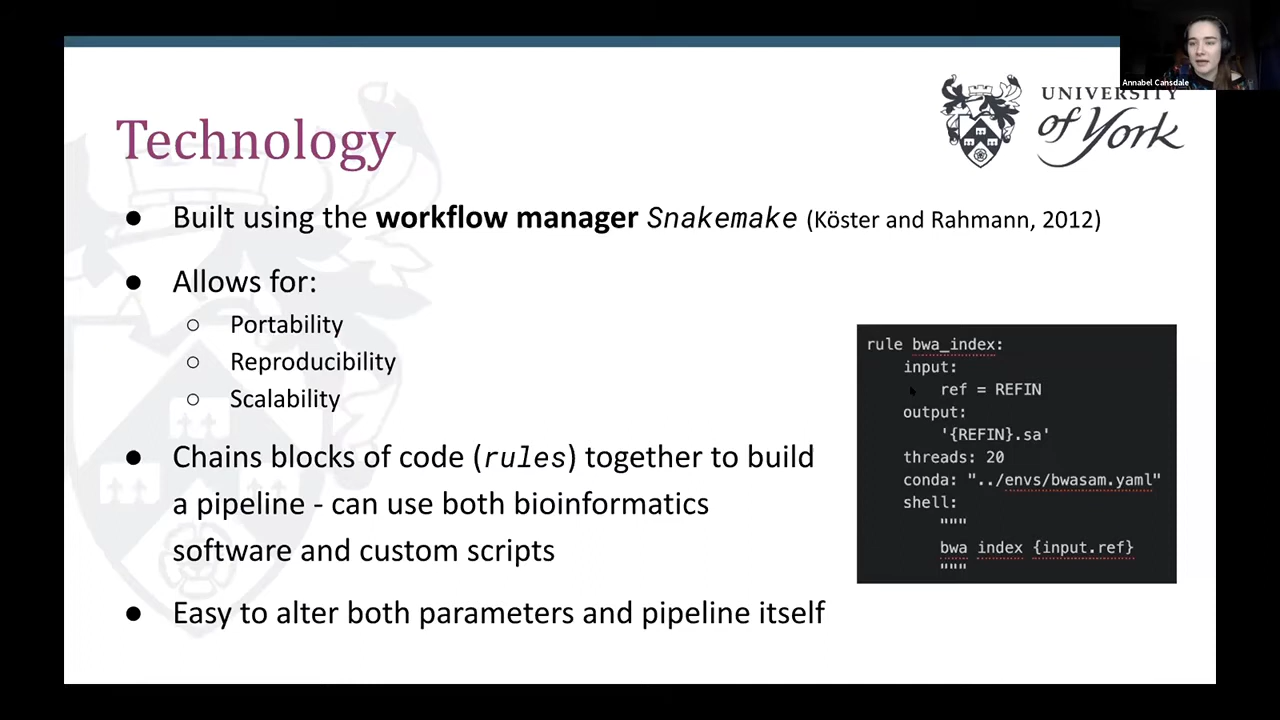 Annabel Cansdale
UNIVERSITY
of York
Technology
● Built using the workflow manager Snakemake (Köster and Rahmann, 2012)
● Allows for:
○ Portability
○ Reproducibility
○ Scalability
● Chains blocks of code (rules) together to build
a pipeline - can use both bioinformatics
software and custom scripts
● Easy to alter both parameters and pipeline itself
rule bwa_index:
    input:
        ref = REFIN
    output:
        '{REFIN}.sa'
    threads: 20
    conda: "../envs/bwasam.yaml"
    shell:
        """
        bwa index {input.ref}
        """